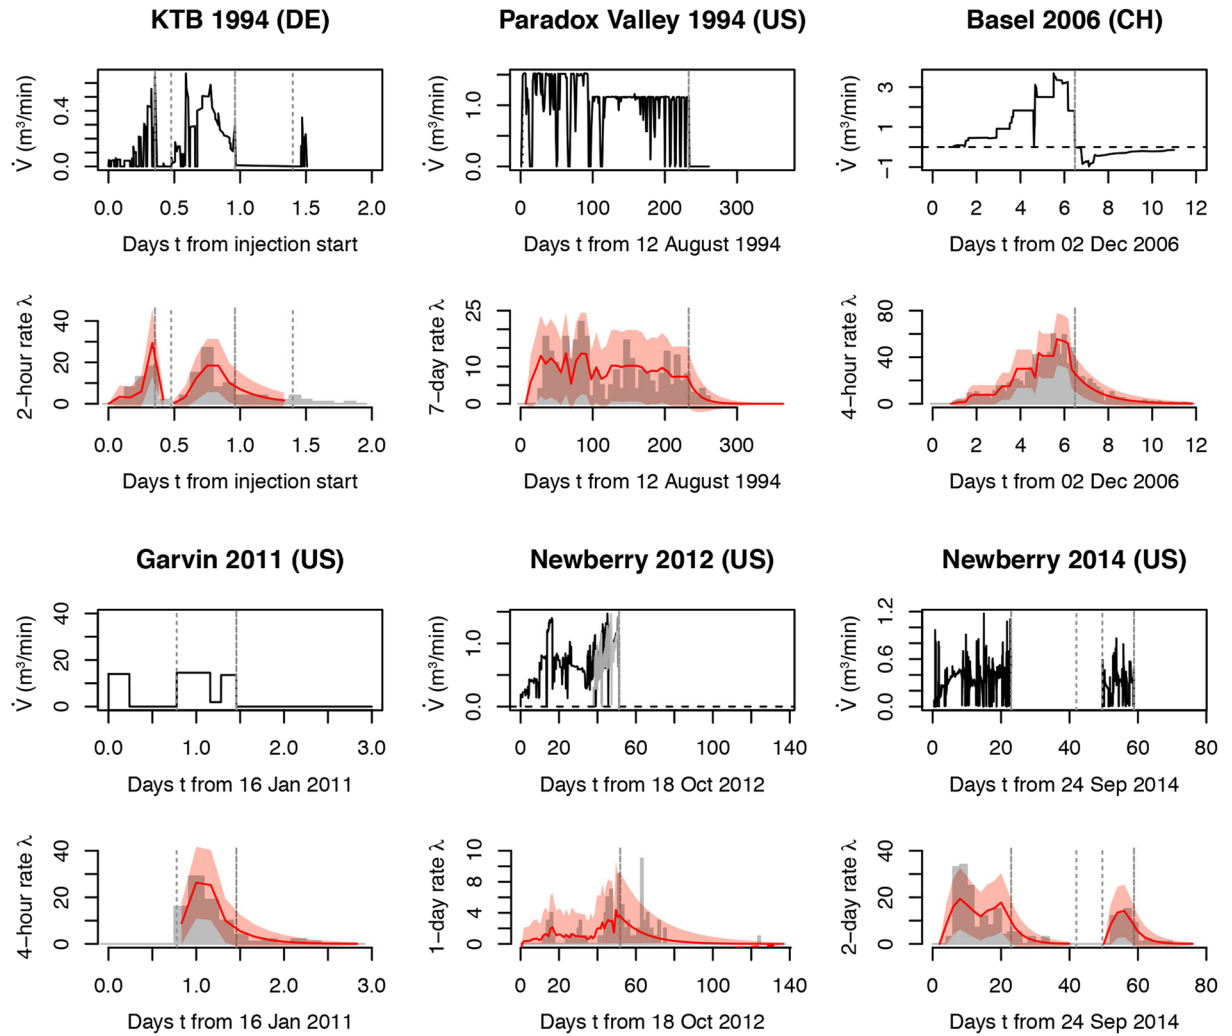 KTB 1994 (DE)
V̇ (m³/min)
0.0 0.4
0.0 0.5 1.0 1.5 2.0
Days t from injection start
2−hour rate λ
0 20 40
0.0 0.5 1.0 1.5 2.0
Days t from injection start
Paradox Valley 1994 (US)
V̇ (m³/min)
0.0 1.0
0 100 200 300
Days t from 12 August 1994
7−day rate λ
0 10 25
0 100 200 300
Days t from 12 August 1994
Basel 2006 (CH)
V̇ (m³/min)
−1 1 3
0 2 4 6 8 10 12
Days t from 02 Dec 2006
4−hour rate λ
0 40 80
0 2 4 6 8 10 12
Days t from 02 Dec 2006
Garvin 2011 (US)
V̇ (m³/min)
0 20 40
0.0 1.0 2.0 3.0
Days t from 16 Jan 2011
4−hour rate λ
0 20 40
0.0 1.0 2.0 3.0
Days t from 16 Jan 2011
Newberry 2012 (US)
V̇ (m³/min)
0.0 1.0
0 20 60 100 140
Days t from 18 Oct 2012
1−day rate λ
0 4 8 10
0 20 60 100 140
Days t from 18 Oct 2012
Newberry 2014 (US)
V̇ (m³/min)
0.0 0.6 1.2
0 20 40 60 80
Days t from 24 Sep 2014
2−day rate λ
0 20 40
0 20 40 60 80
Days t from 24 Sep 2014